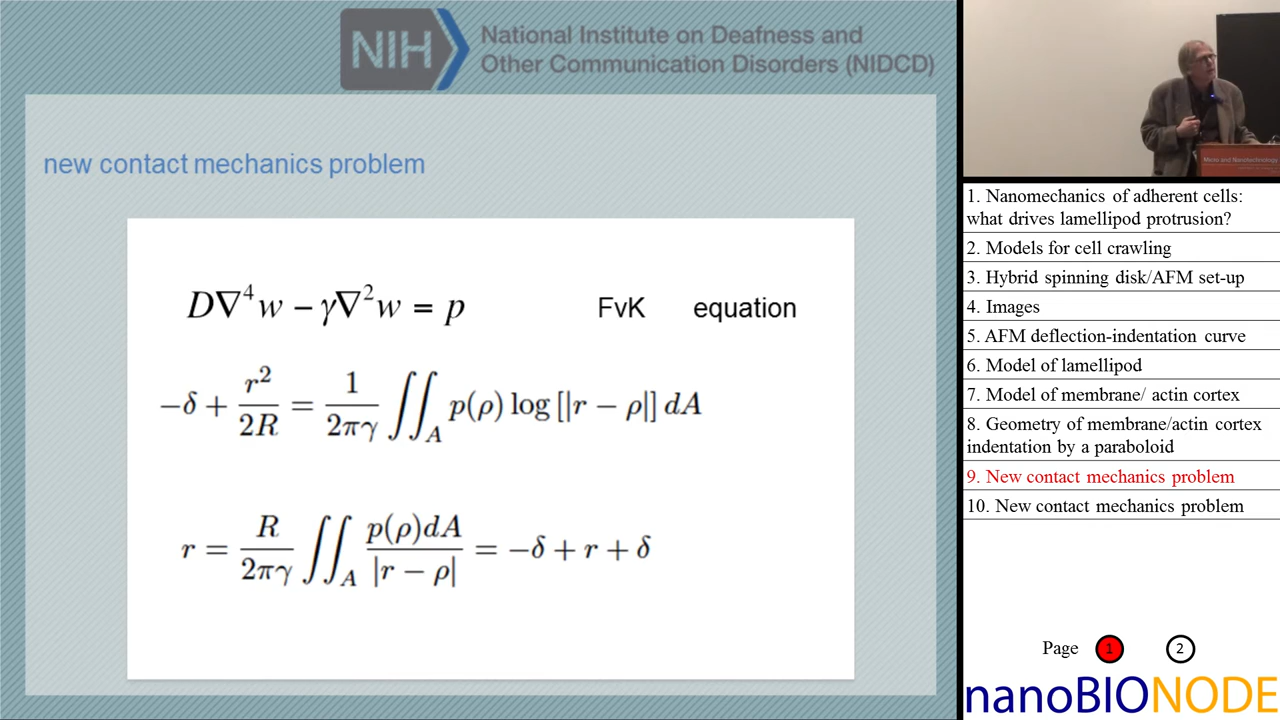 NIH National Institute on Deafness and
Other Communication Disorders (NIDCD)
new contact mechanics problem
D∇⁴w − γ∇²w = p FvK equation
−δ + r²/2R = 1/2πγ ∬_A p(ρ) log [|r − ρ|] dA
r = R/2πγ ∬_A p(ρ)dA/|r − ρ| = −δ + r + δ
Micro and Nanotechnology
1. Nanomechanics of adherent cells:
what drives lamellipod protrusion?
2. Models for cell crawling
3. Hybrid spinning disk/AFM set-up
4. Images
5. AFM deflection-indentation curve
6. Model of lamellipod
7. Model of membrane/ actin cortex
8. Geometry of membrane/actin cortex
indentation by a paraboloid
9. New contact mechanics problem
10. New contact mechanics problem
Page 1 2
nanoBIONODE